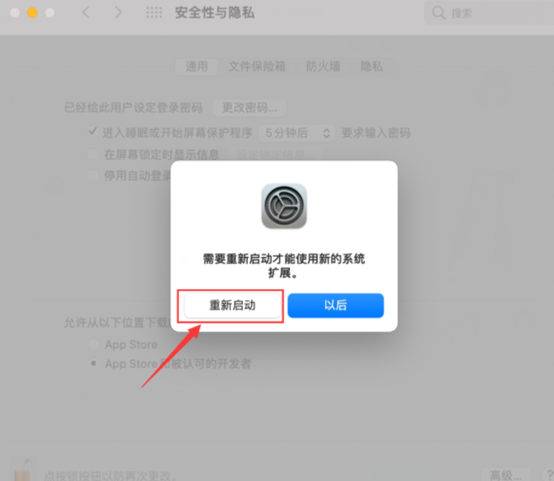 安全性与隐私
搜索
通用 文件保险箱 防火墙 隐私
已经给此用户设定登录密码 更改密码...
进入睡眠或开始屏幕保护程序 5分钟后 要求输入密码
在屏幕锁定时显示信息
停用自动登录
需要重新启动才能使用新的系统
扩展。
重新启动 以后
允许从以下位置下载
App Store
App Store和被认可的开发者
点按锁按钮以防再次更改。
高级... ?